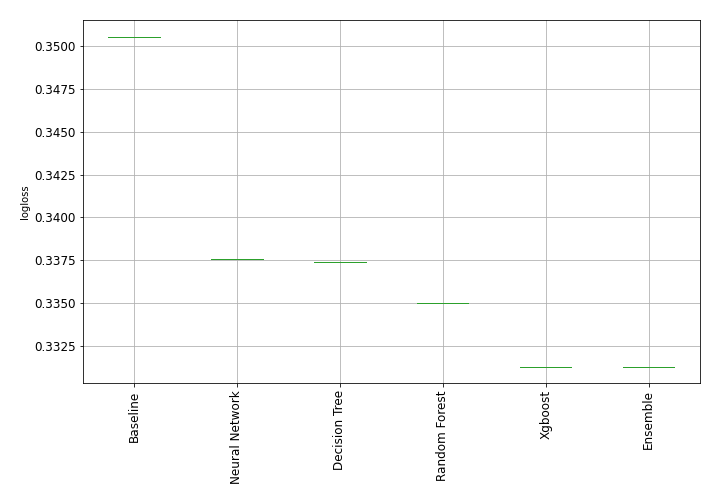 0.3500
0.3475
0.3450
0.3425
0.3400
0.3375
0.3350
0.3325
logloss
Baseline
Neural Network
Decision Tree
Random Forest
Xgboost
Ensemble